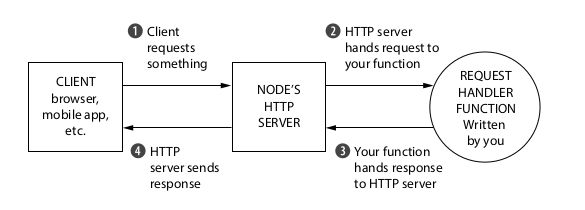 1 Client
requests
something
2 HTTP server
hands request to
your function
CLIENT
browser,
mobile app,
etc.
NODE'S
HTTP
SERVER
REQUEST
HANDLER
FUNCTION
Written
by you
4 HTTP
server sends
response
3 Your function
hands response
to HTTP server